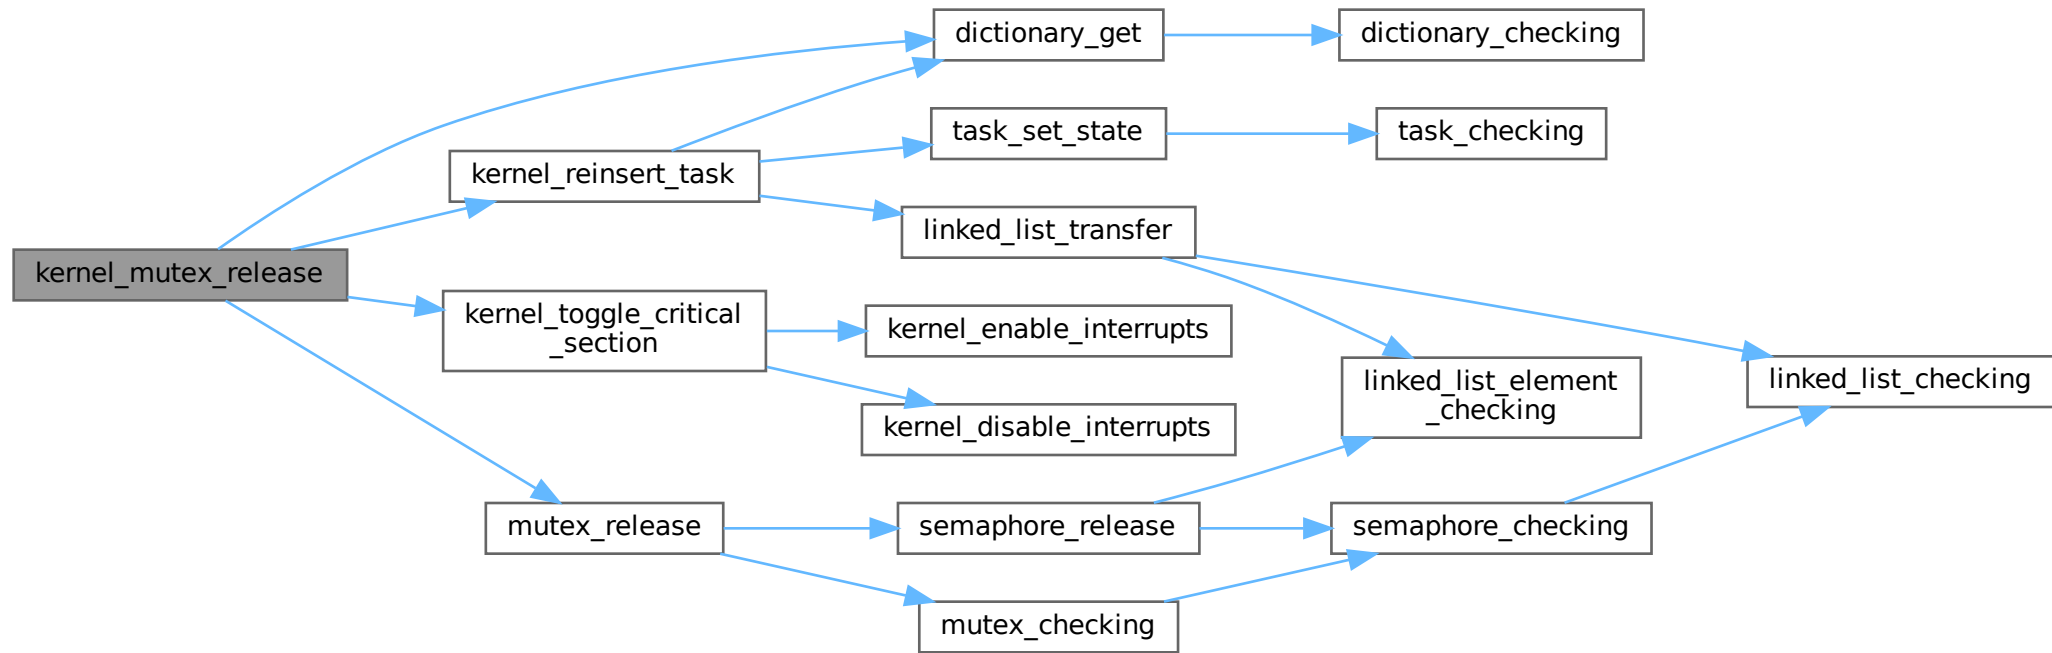 dictionary_get
dictionary_checking
task_set_state
task_checking
kernel_reinsert_task
linked_list_transfer
kernel_mutex_release
kernel_toggle_critical
_section
kernel_enable_interrupts
kernel_disable_interrupts
linked_list_element
_checking
linked_list_checking
mutex_release
semaphore_release
semaphore_checking
mutex_checking